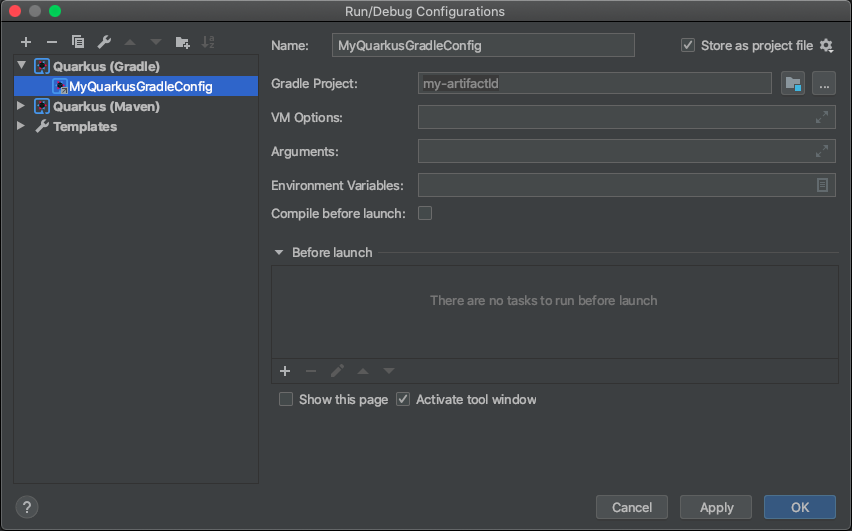 Run/Debug Configurations
Name: MyQuarkusGradleConfig Store as project file
Quarkus (Gradle)
MyQuarkusGradleConfig
Quarkus (Maven)
Templates
Gradle Project: my-artifactId ...
VM Options:
Arguments:
Environment Variables:
Compile before launch:
Before launch
There are no tasks to run before launch
Show this page Activate tool window
? Cancel Apply OK